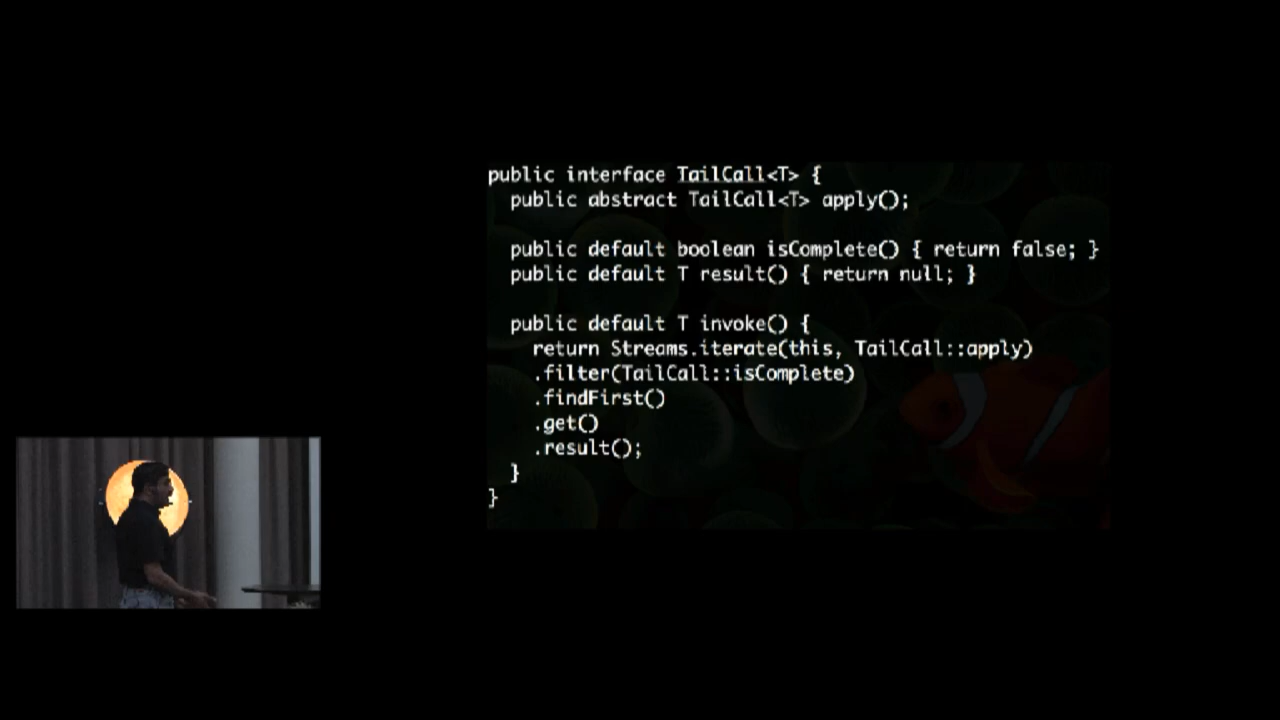 public interface TailCall<T> {
public abstract TailCall<T> apply();
public default boolean isComplete() { return false; }
public default T result() { return null; }
public default T invoke() {
return Streams.iterate(this, TailCall::apply)
.filter(TailCall::isComplete)
.findFirst()
.get()
.result();
}
}